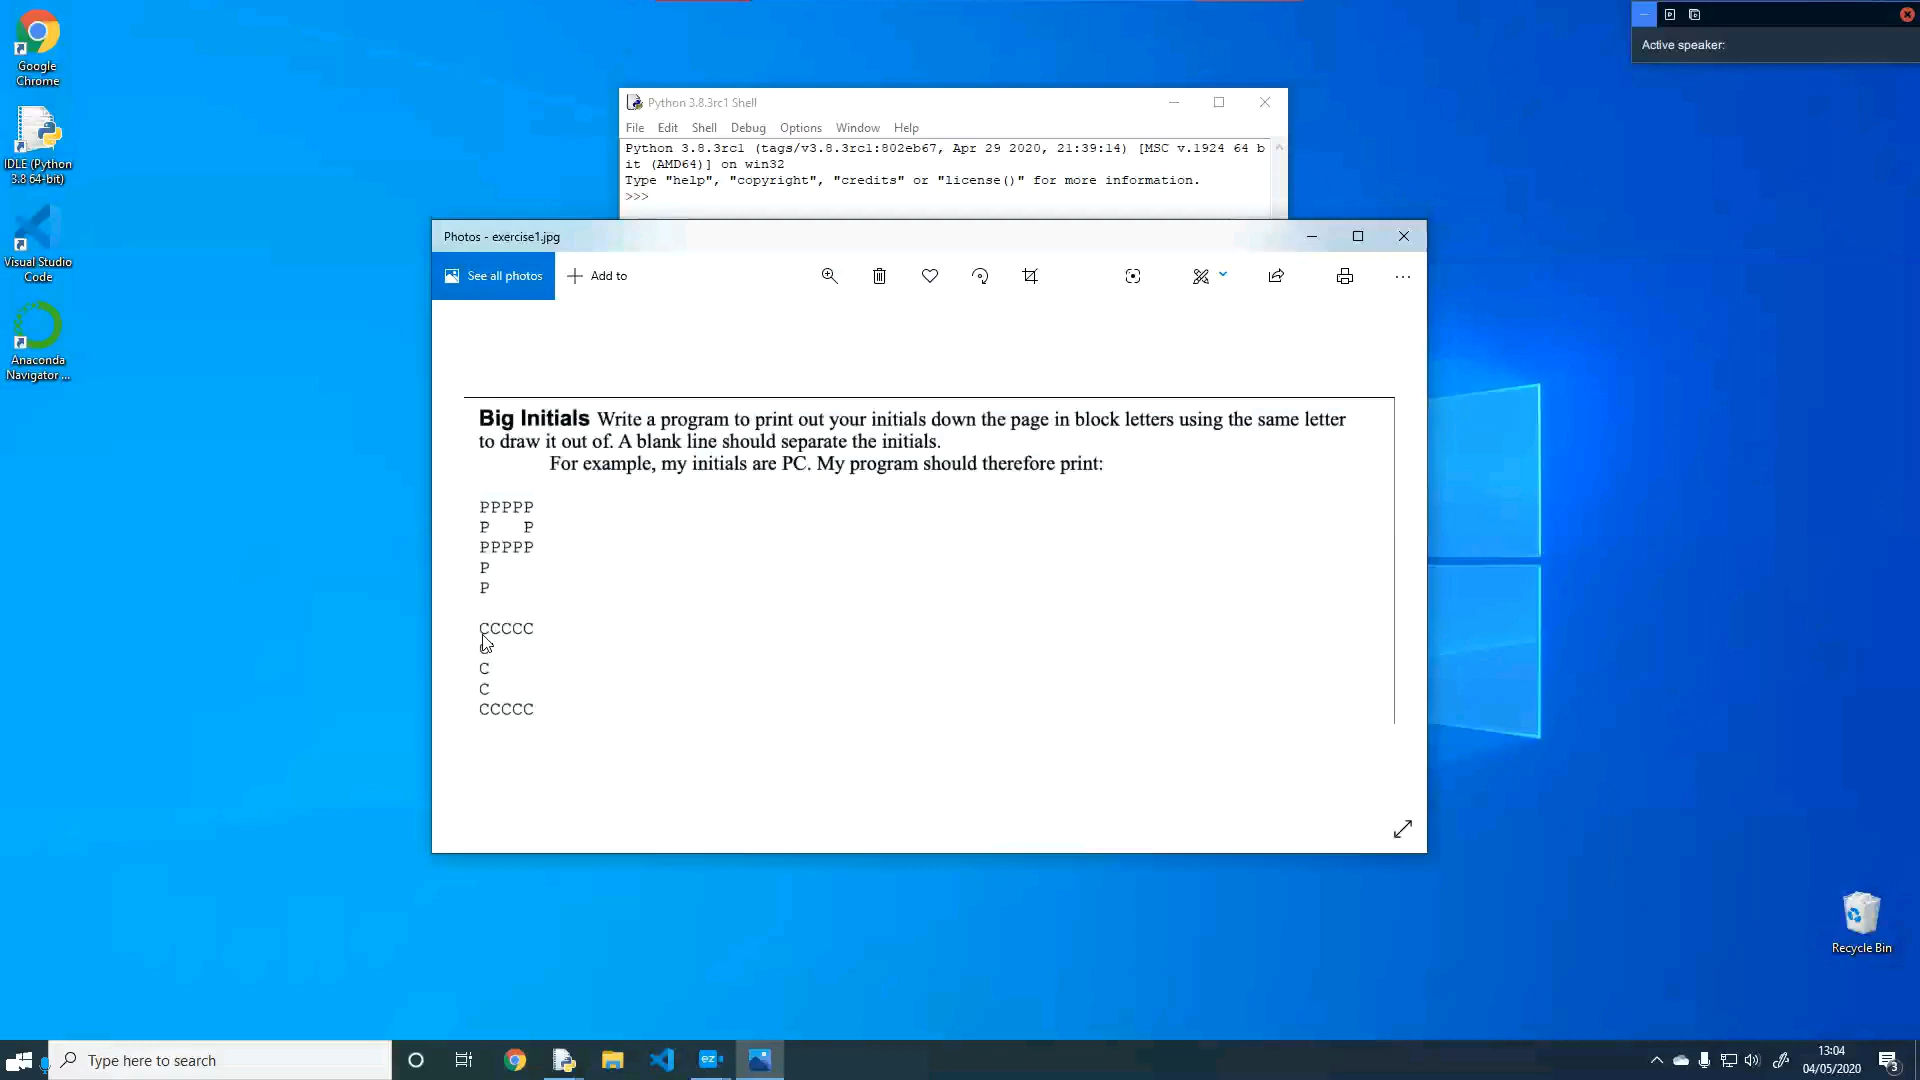 Google
Chrome
IDLE (Python
3.8 64-bit)
Visual Studio
Code
Anaconda
Navigator ...
Active speaker:
Python 3.8.3rc1 Shell
File Edit Shell Debug Options Window Help
Python 3.8.3rc1 (tags/v3.8.3rc1:802eb67, Apr 29 2020, 21:39:14) [MSC v.1924 64 b
it (AMD64)] on win32
Type "help", "copyright", "credits" or "license()" for more information.
>>>
Photos - exercise1.jpg
See all photos
Add to
Big Initials Write a program to print out your initials down the page in block letters using the same letter
to draw it out of. A blank line should separate the initials.
For example, my initials are PC. My program should therefore print:
PPPPP
P   P
PPPPP
P
P
CCCCC
C
C
C
CCCCC
Recycle Bin
Type here to search
ez
13:04
04/05/2020
3